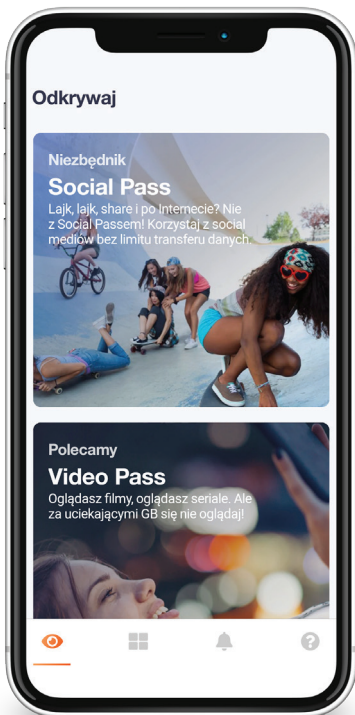 Odkrywaj
Niezbędnik
Social Pass
Lajk, lajk, share i po Internecie? Nie
z Social Passem! Korzystaj z social
mediów bez limitu transferu danych.
Polecamy
Video Pass
Oglądasz filmy, oglądasz seriale. Ale
za uciekającymi GB się nie oglądaj!